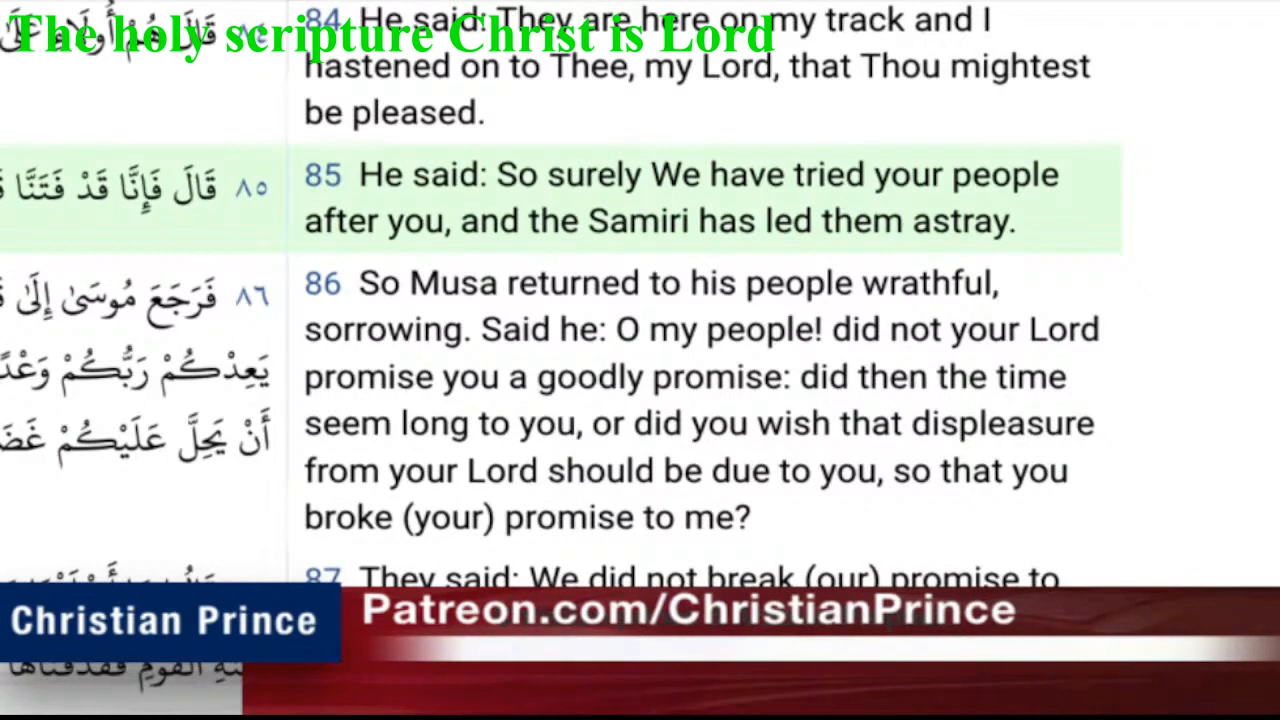 The holy scripture Christ is Lord
٨٤ قَالَ هُمْ أُولَاءِ
84 He said: They are here on my track and I
hastened on to Thee, my Lord, that Thou mightest
be pleased.
٨٥ قَالَ فَإِنَّا قَدْ فَتَنَّا
85 He said: So surely We have tried your people
after you, and the Samiri has led them astray.
٨٦ فَرَجَعَ مُوسَىٰ إِلَىٰ
يَعِدْكُمْ رَبُّكُمْ وَعْدًا
أَنْ يَحِلَّ عَلَيْكُمْ
86 So Musa returned to his people wrathful,
sorrowing. Said he: O my people! did not your Lord
promise you a goodly promise: did then the time
seem long to you, or did you wish that displeasure
from your Lord should be due to you, so that you
broke (your) promise to me?
87 They said: We did not break (our) promise to
Christian Prince
Patreon.com/ChristianPrince